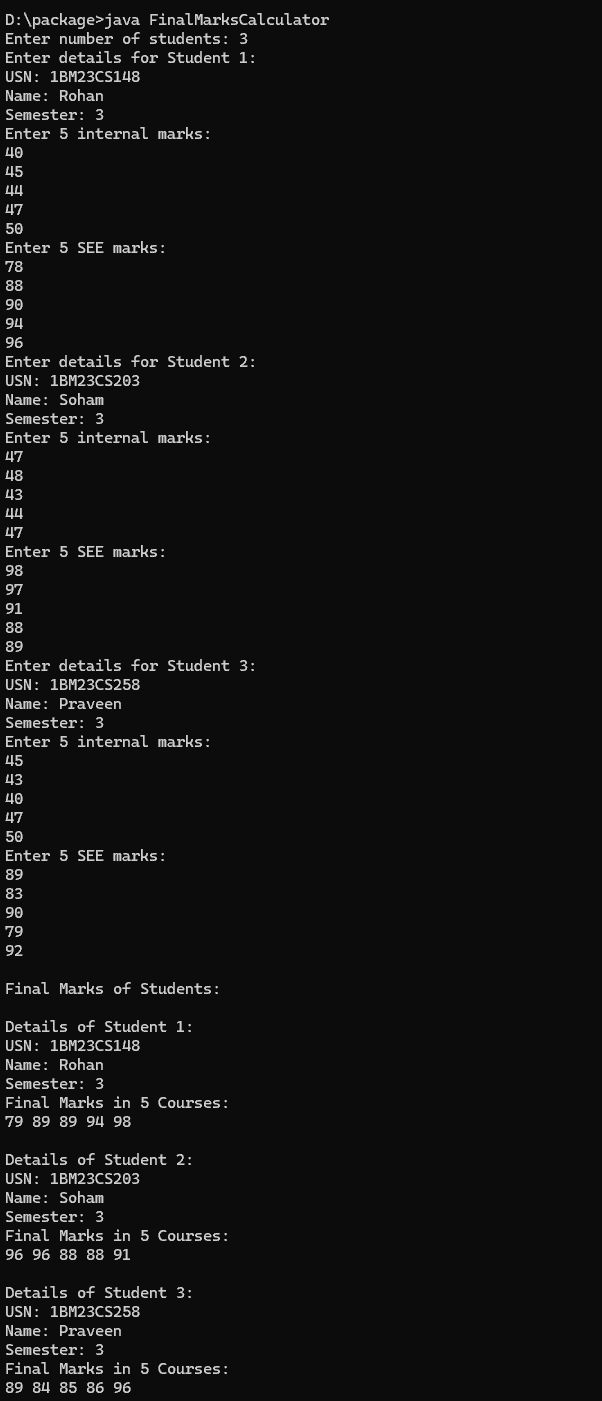 D:\package>java FinalMarksCalculator
Enter number of students: 3
Enter details for Student 1:
USN: 1BM23CS148
Name: Rohan
Semester: 3
Enter 5 internal marks:
40
45
44
47
50
Enter 5 SEE marks:
78
88
90
94
96
Enter details for Student 2:
USN: 1BM23CS203
Name: Soham
Semester: 3
Enter 5 internal marks:
47
48
43
44
47
Enter 5 SEE marks:
98
97
91
88
89
Enter details for Student 3:
USN: 1BM23CS258
Name: Praveen
Semester: 3
Enter 5 internal marks:
45
43
40
47
50
Enter 5 SEE marks:
89
83
90
79
92
Final Marks of Students:
Details of Student 1:
USN: 1BM23CS148
Name: Rohan
Semester: 3
Final Marks in 5 Courses:
79 89 89 94 98
Details of Student 2:
USN: 1BM23CS203
Name: Soham
Semester: 3
Final Marks in 5 Courses:
96 96 88 88 91
Details of Student 3:
USN: 1BM23CS258
Name: Praveen
Semester: 3
Final Marks in 5 Courses:
89 84 85 86 96